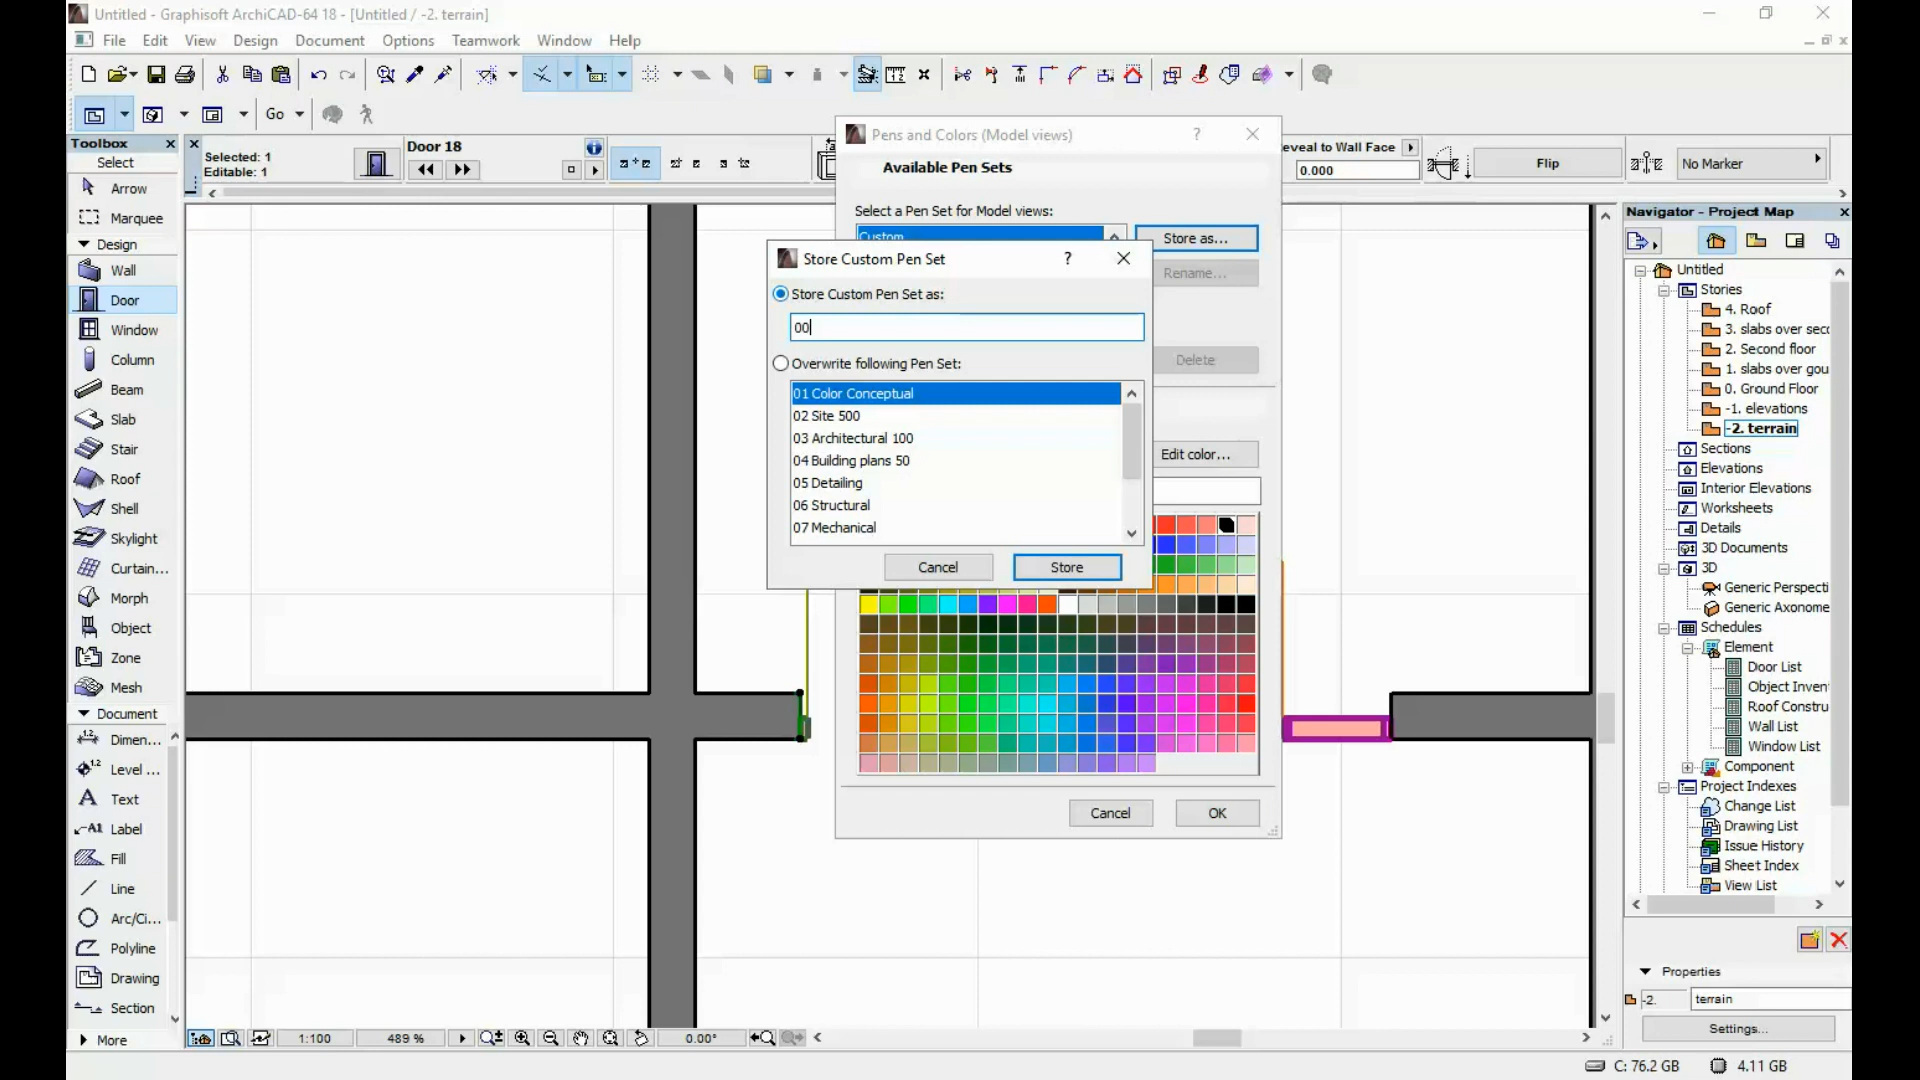 Untitled - Graphisoft ArchiCAD-64 18 - [Untitled / -2. terrain]
File Edit View Design Document Options Teamwork Window Help
Go
Toolbox
Select
Arrow
Marquee
Design
Wall
Door
Window
Column
Beam
Slab
Stair
Roof
Shell
Skylight
Curtain...
Morph
Object
Zone
Mesh
Document
Dimen...
Level ...
Text
Label
Fill
Line
Arc/Ci...
Polyline
Drawing
Section
More
Selected: 1
Editable: 1
Door 18
Pens and Colors (Model views)
Available Pen Sets
Select a Pen Set for Model views:
Custom
Store as...
Rename...
Delete
Edit color...
Cancel
OK
Store Custom Pen Set
Store Custom Pen Set as:
00
Overwrite following Pen Set:
01 Color Conceptual
02 Site 500
03 Architectural 100
04 Building plans 50
05 Detailing
06 Structural
07 Mechanical
Cancel
Store
eveal to Wall Face
0.000
Flip
No Marker
Navigator - Project Map
Untitled
Stories
4. Roof
3. slabs over secc
2. Second floor
1. slabs over gou
0. Ground Floor
-1. elevations
-2. terrain
Sections
Elevations
Interior Elevations
Worksheets
Details
3D Documents
3D
Generic Perspecti
Generic Axonome
Schedules
Element
Door List
Object Inven
Roof Constru
Wall List
Window List
Component
Project Indexes
Change List
Drawing List
Issue History
Sheet Index
View List
Properties
-2.
terrain
Settings...
1:100
489 %
0.00°
C: 76.2 GB
4.11 GB